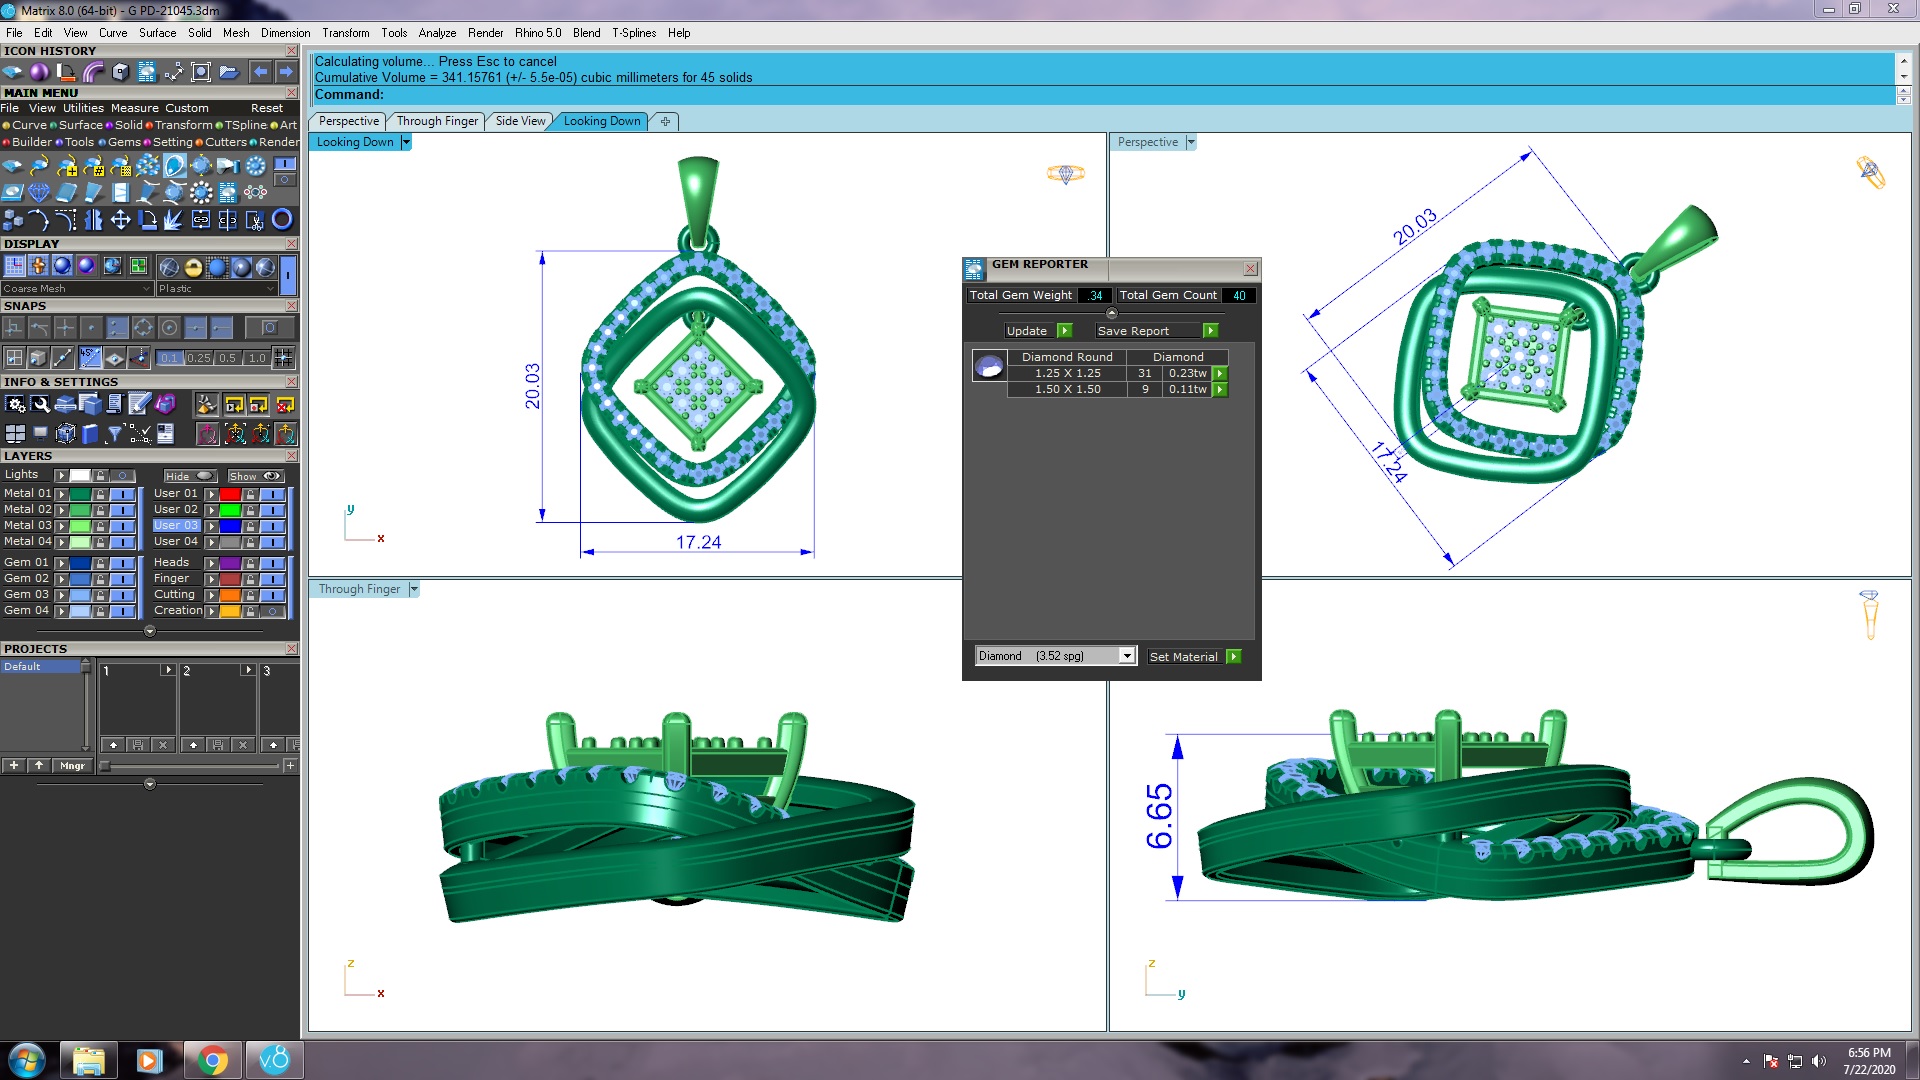 Matrix 8.0 (64-bit) - G PD-21045.3dm
File Edit View Curve Surface Solid Mesh Dimension Transform Tools Analyze Render Rhino 5.0 Blend T-Splines Help
ICON HISTORY
MAIN MENU
File View Utilities Measure Custom Reset
Curve Surface Solid Transform TSpline Art
Builder Tools Gems Setting Cutters Render
DISPLAY
Coarse Mesh Plastic
SNAPS
0.1 0.25 0.5 1.0
INFO & SETTINGS
LAYERS
Lights Hide Show
Metal 01 User 01
Metal 02 User 02
Metal 03 User 03
Metal 04 User 04
Gem 01 Heads
Gem 02 Finger
Gem 03 Cutting
Gem 04 Creation
PROJECTS
Default 1 2 3
+ Mngr +
Calculating volume... Press Esc to cancel
Cumulative Volume = 341.15761 (+/- 5.5e-05) cubic millimeters for 45 solids
Command:
Perspective Through Finger Side View Looking Down
Looking Down
20.03
17.24
y
x
Perspective
20.03
17.24
GEM REPORTER
Total Gem Weight .34 Total Gem Count 40
Update Save Report
Diamond Round Diamond
1.25 X 1.25 31 0.23tw
1.50 X 1.50 9 0.11tw
Diamond (3.52 spg) Set Material
Through Finger
z
x
6.65
z
y
v8
6:56 PM
7/22/2020